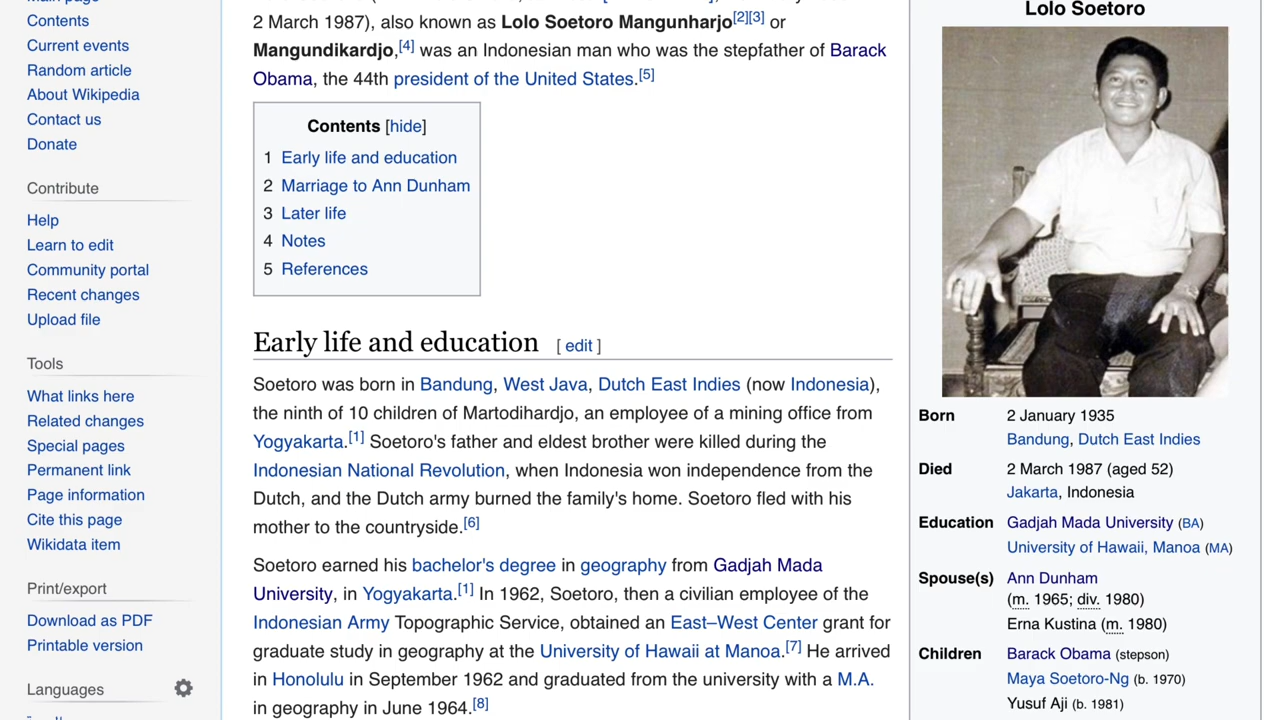 Contents
Current events
Random article
About Wikipedia
Contact us
Donate
Contribute
Help
Learn to edit
Community portal
Recent changes
Upload file
Tools
What links here
Related changes
Special pages
Permanent link
Page information
Cite this page
Wikidata item
Print/export
Download as PDF
Printable version
Languages
2 March 1987), also known as Lolo Soetoro Mangunharjo[2][3] or
Mangundikardjo,[4] was an Indonesian man who was the stepfather of Barack
Obama, the 44th president of the United States.[5]
Contents [hide]
1 Early life and education
2 Marriage to Ann Dunham
3 Later life
4 Notes
5 References
Early life and education [ edit ]
Soetoro was born in Bandung, West Java, Dutch East Indies (now Indonesia),
the ninth of 10 children of Martodihardjo, an employee of a mining office from
Yogyakarta.[1] Soetoro's father and eldest brother were killed during the
Indonesian National Revolution, when Indonesia won independence from the
Dutch, and the Dutch army burned the family's home. Soetoro fled with his
mother to the countryside.[6]
Soetoro earned his bachelor's degree in geography from Gadjah Mada
University, in Yogyakarta.[1] In 1962, Soetoro, then a civilian employee of the
Indonesian Army Topographic Service, obtained an East–West Center grant for
graduate study in geography at the University of Hawaii at Manoa.[7] He arrived
in Honolulu in September 1962 and graduated from the university with a M.A.
in geography in June 1964.[8]
Lolo Soetoro
Born 2 January 1935
Bandung, Dutch East Indies
Died 2 March 1987 (aged 52)
Jakarta, Indonesia
Education Gadjah Mada University (BA)
University of Hawaii, Manoa (MA)
Spouse(s) Ann Dunham
(m. 1965; div. 1980)
Erna Kustina (m. 1980)
Children Barack Obama (stepson)
Maya Soetoro-Ng (b. 1970)
Yusuf Aji (b. 1981)